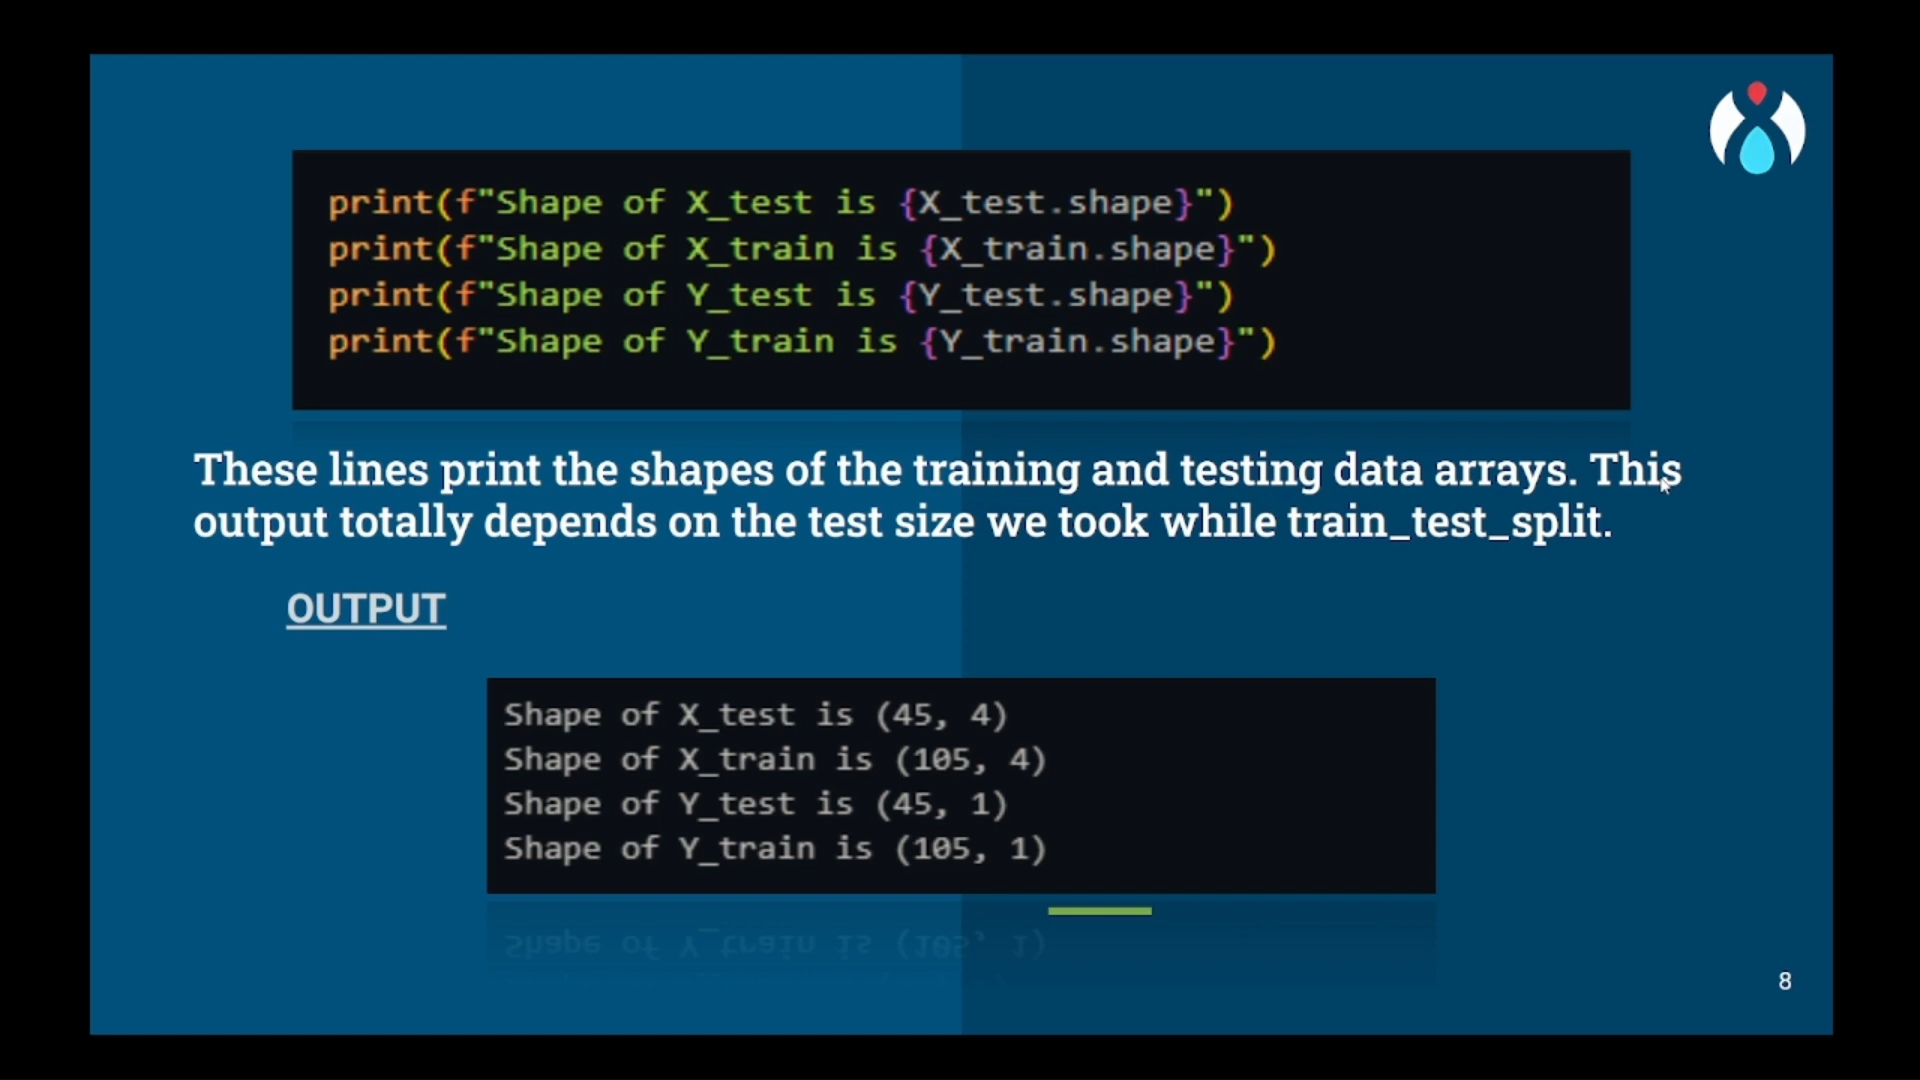 print(f"Shape of X_test is {X_test.shape}")
print(f"Shape of X_train is {X_train.shape}")
print(f"Shape of Y_test is {Y_test.shape}")
print(f"Shape of Y_train is {Y_train.shape}")
These lines print the shapes of the training and testing data arrays. This
output totally depends on the test size we took while train_test_split.
OUTPUT
Shape of X_test is (45, 4)
Shape of X_train is (105, 4)
Shape of Y_test is (45, 1)
Shape of Y_train is (105, 1)
8